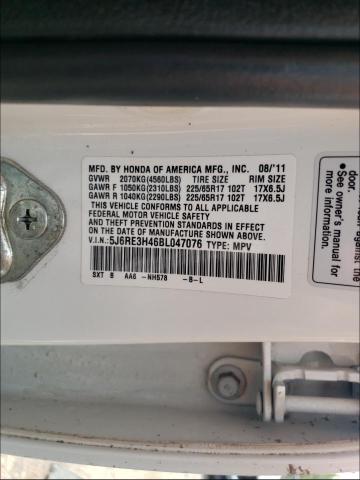 MFD. BY HONDA OF AMERICA MFG., INC. 08/'11
GVWR 2070KG(4560LBS) TIRE SIZE RIM SIZE
GAWR F 1050KG(2310LBS) 225/65R17 102T 17X6.5J
GAWR R 1040KG(2290LBS) 225/65R17 102T 17X6.5J
THIS VEHICLE CONFORMS TO ALL APPLICABLE
FEDERAL MOTOR VEHICLE SAFETY
AND THEFT PREVENTION STANDARDS IN EFFECT
ON THE DATE OF MANUFACTURE SHOWN ABOVE.
V.I.N.:5J6RE3H46BL047076 TYPE: MPV
SXT B AA6 -NH578 -B-L
door.
against the
• See owner's
manual for
more